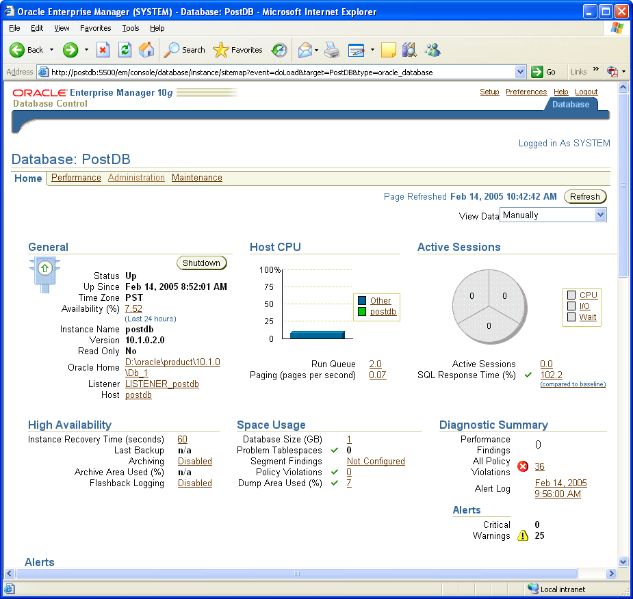 Oracle Enterprise Manager (SYSTEM) - Database: PostDB - Microsoft Internet Explorer
File Edit View Favorites Tools Help
Back Search Favorites
Address http://postdb:5500/em/console/database/instance/sitemap?event=doLoad&target=PostDB&type=oracle_database Go Links »
ORACLE Enterprise Manager 10g
Database Control
Setup Preferences Help Logout
Database
Logged in As SYSTEM
Database: PostDB
Home Performance Administration Maintenance
Page Refreshed Feb 14, 2005 10:42:42 AM Refresh
View Data Manually
General
Shutdown
Status Up
Up Since Feb 14, 2005 8:52:01 AM
Time Zone PST
Availability (%) 7.52
(Last 24 hours)
Instance Name postdb
Version 10.1.0.2.0
Read Only No
Oracle Home D:\oracle\product\10.1.0
\Db_1
Listener LISTENER_postdb
Host postdb
Host CPU
100%
75
50
25
0
Other
postdb
Run Queue 2.0
Paging (pages per second) 0.07
Active Sessions
0 0
0
CPU
I/O
Wait
Active Sessions 0.0
SQL Response Time (%) 102.2
(compared to baseline)
High Availability
Instance Recovery Time (seconds) 60
Last Backup n/a
Archiving Disabled
Archive Area Used (%) n/a
Flashback Logging Disabled
Space Usage
Database Size (GB) 1
Problem Tablespaces 0
Segment Findings Not Configured
Policy Violations 0
Dump Area Used (%) 7
Diagnostic Summary
Performance
Findings 0
All Policy
Violations 36
Alert Log Feb 14, 2005
9:56:00 AM
Alerts
Critical 0
Warnings 25
Alerts
Local intranet